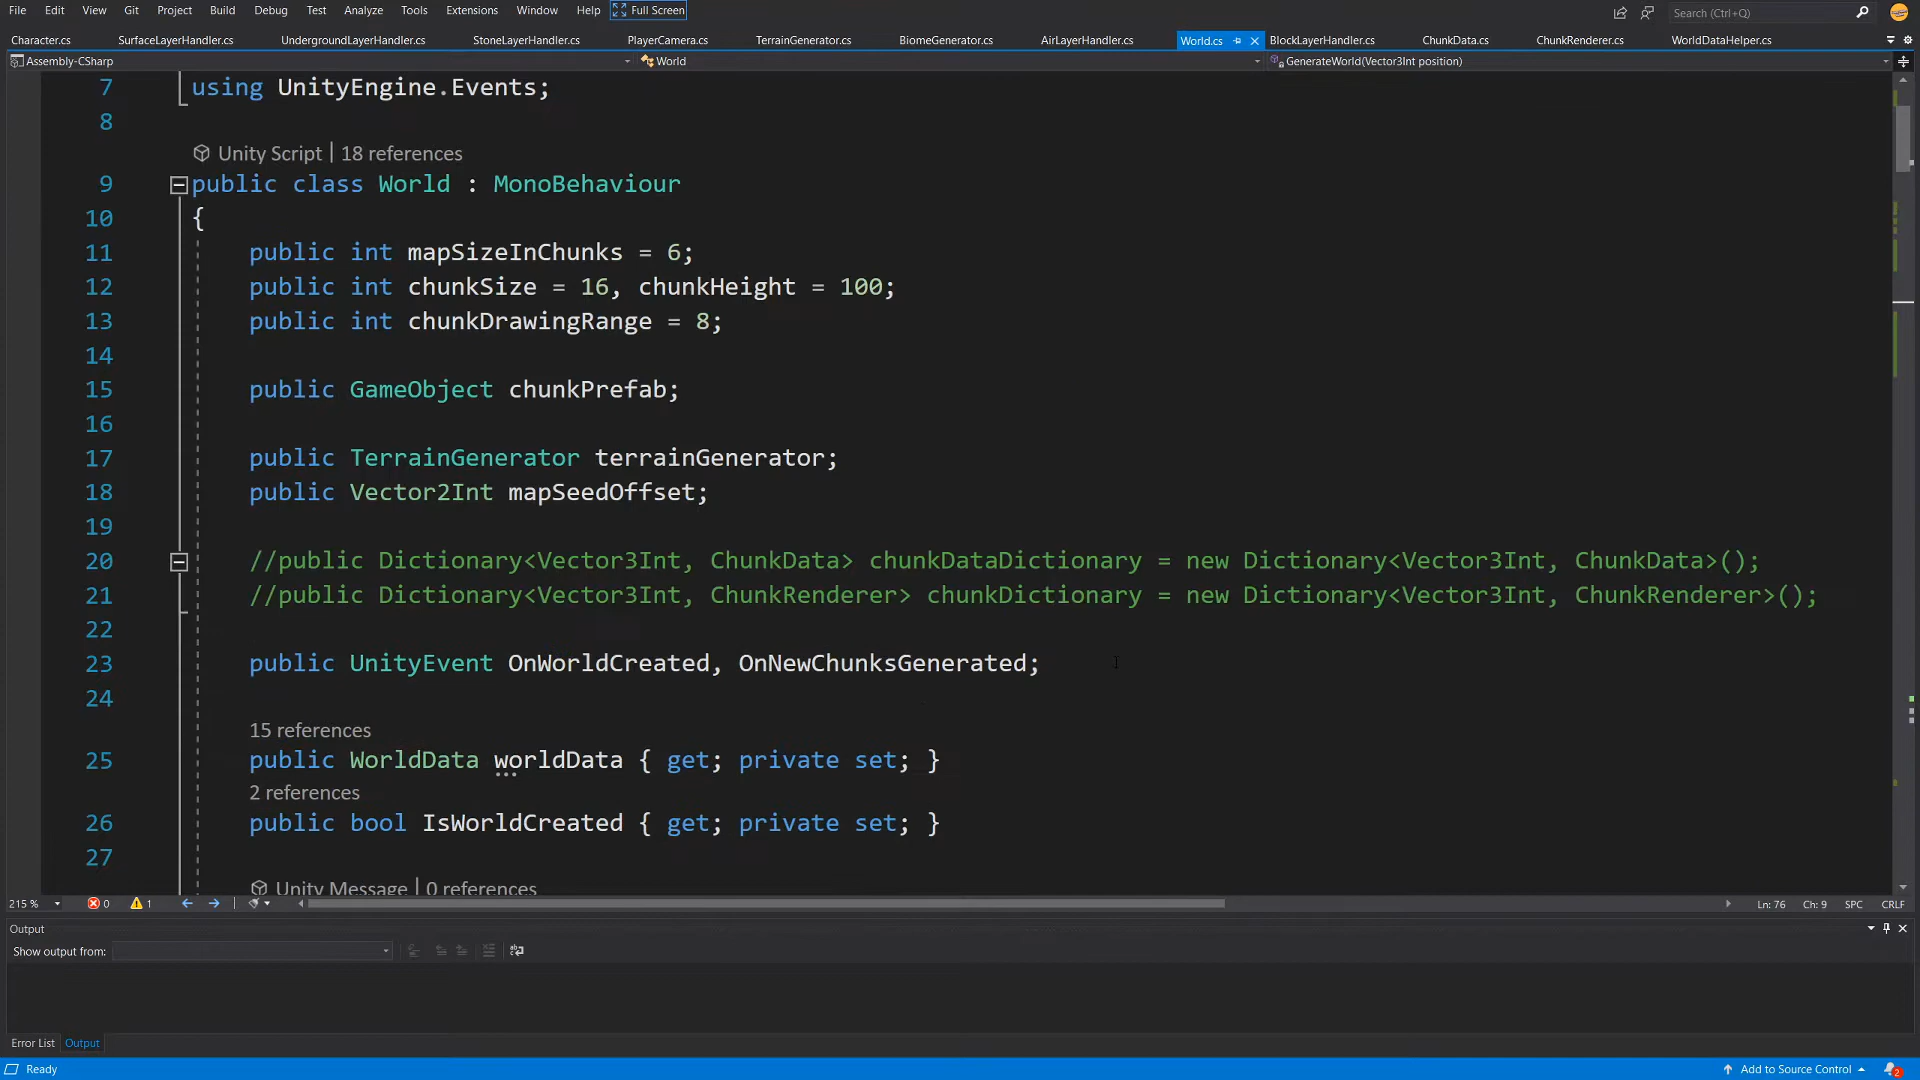 File Edit View Git Project Build Debug Test Analyze Tools Extensions Window Help Full Screen Search (Ctrl+Q)
Character.cs SurfaceLayerHandler.cs UndergroundLayerHandler.cs StoneLayerHandler.cs PlayerCamera.cs TerrainGenerator.cs BiomeGenerator.cs AirLayerHandler.cs World.cs BlockLayerHandler.cs ChunkData.cs ChunkRenderer.cs WorldDataHelper.cs
Assembly-CSharp World GenerateWorld(Vector3Int position)
7 using UnityEngine.Events;
8
Unity Script | 18 references
9 public class World : MonoBehaviour
10 {
11 public int mapSizeInChunks = 6;
12 public int chunkSize = 16, chunkHeight = 100;
13 public int chunkDrawingRange = 8;
14
15 public GameObject chunkPrefab;
16
17 public TerrainGenerator terrainGenerator;
18 public Vector2Int mapSeedOffset;
19
20 //public Dictionary<Vector3Int, ChunkData> chunkDataDictionary = new Dictionary<Vector3Int, ChunkData>();
21 //public Dictionary<Vector3Int, ChunkRenderer> chunkDictionary = new Dictionary<Vector3Int, ChunkRenderer>();
22
23 public UnityEvent OnWorldCreated, OnNewChunksGenerated;
24
15 references
25 public WorldData worldData { get; private set; }
2 references
26 public bool IsWorldCreated { get; private set; }
27
Unity Message | 0 references
215 % 0 1 Ln: 76 Ch: 9 SPC CRLF
Output
Show output from:
Error List Output
Ready Add to Source Control 2